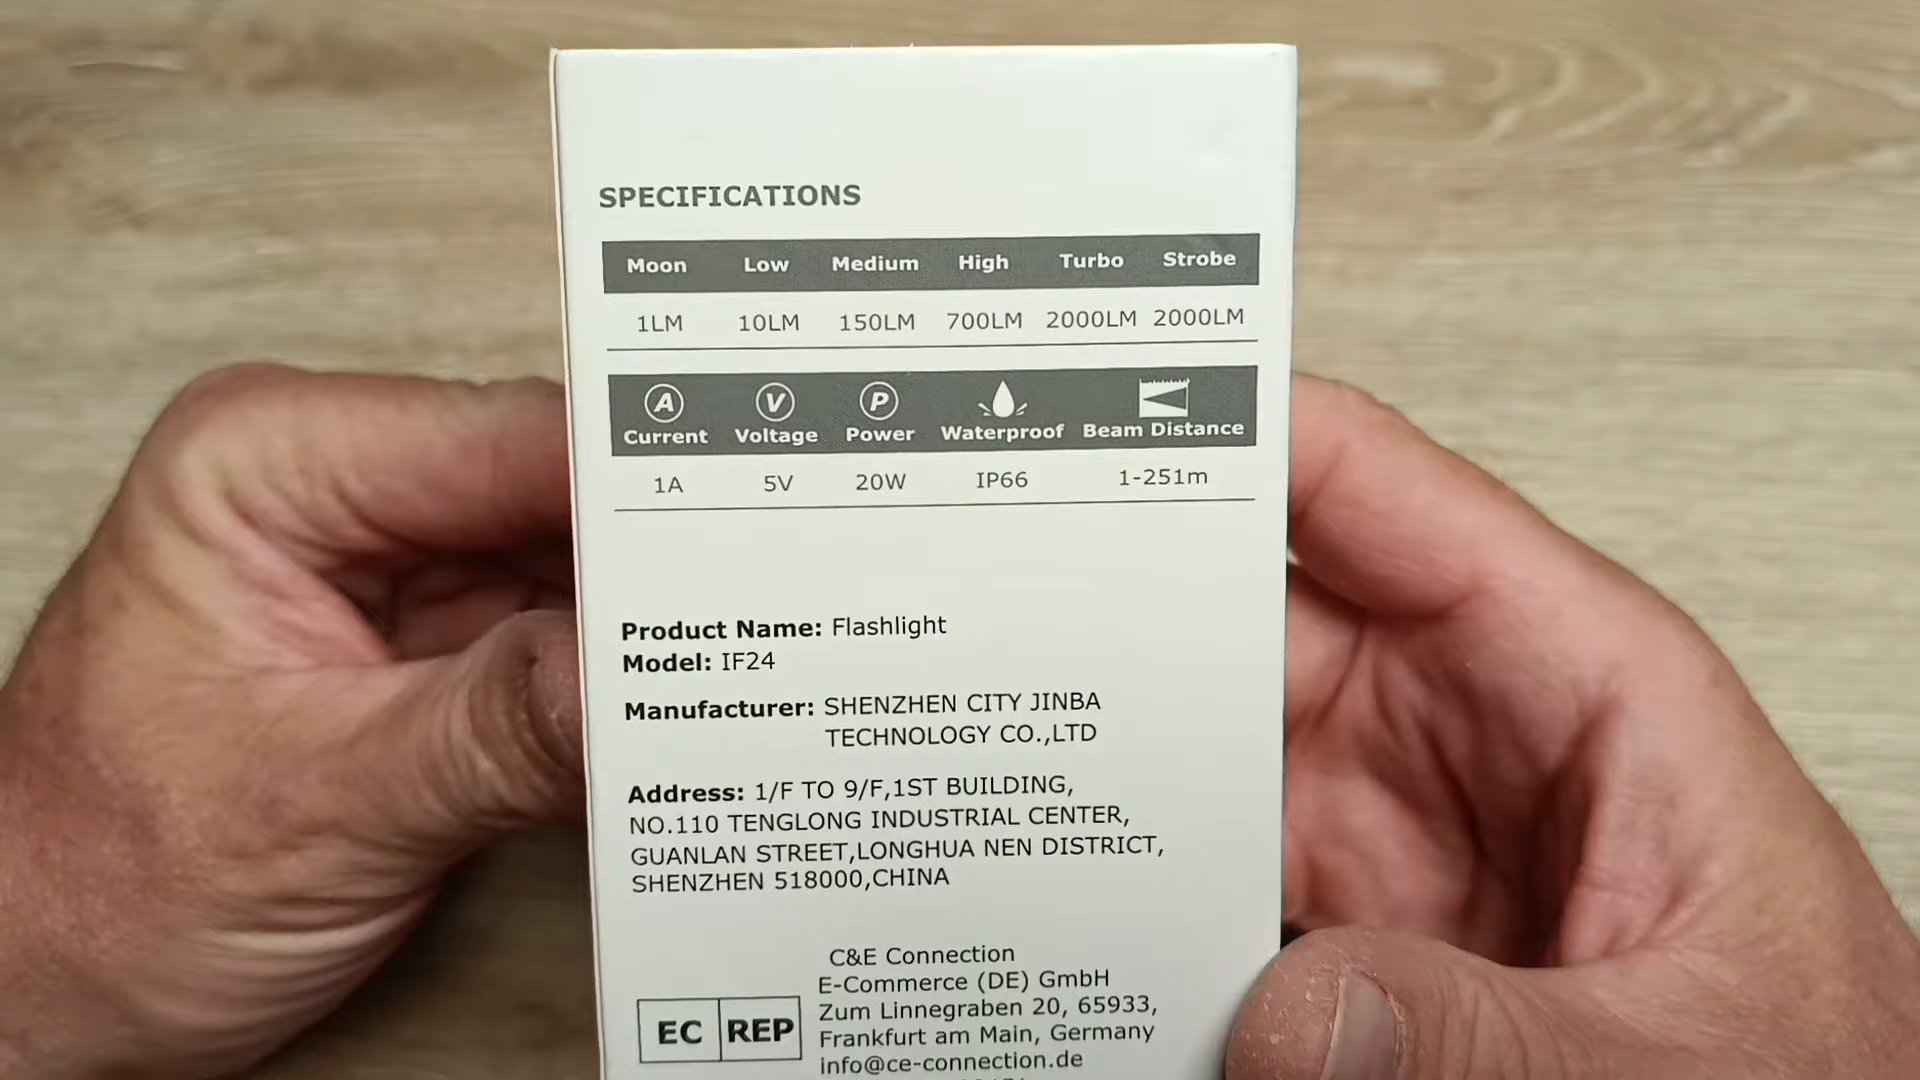 SPECIFICATIONS
Moon Low Medium High Turbo Strobe
1LM 10LM 150LM 700LM 2000LM 2000LM
A V P
Current Voltage Power Waterproof Beam Distance
1A 5V 20W IP66 1-251m
Product Name: Flashlight
Model: IF24
Manufacturer: SHENZHEN CITY JINBA
TECHNOLOGY CO.,LTD
Address: 1/F TO 9/F,1ST BUILDING,
NO.110 TENGLONG INDUSTRIAL CENTER,
GUANLAN STREET,LONGHUA NEN DISTRICT,
SHENZHEN 518000,CHINA
C&E Connection
E-Commerce (DE) GmbH
Zum Linnegraben 20, 65933,
Frankfurt am Main, Germany
info@ce-connection.de
EC REP